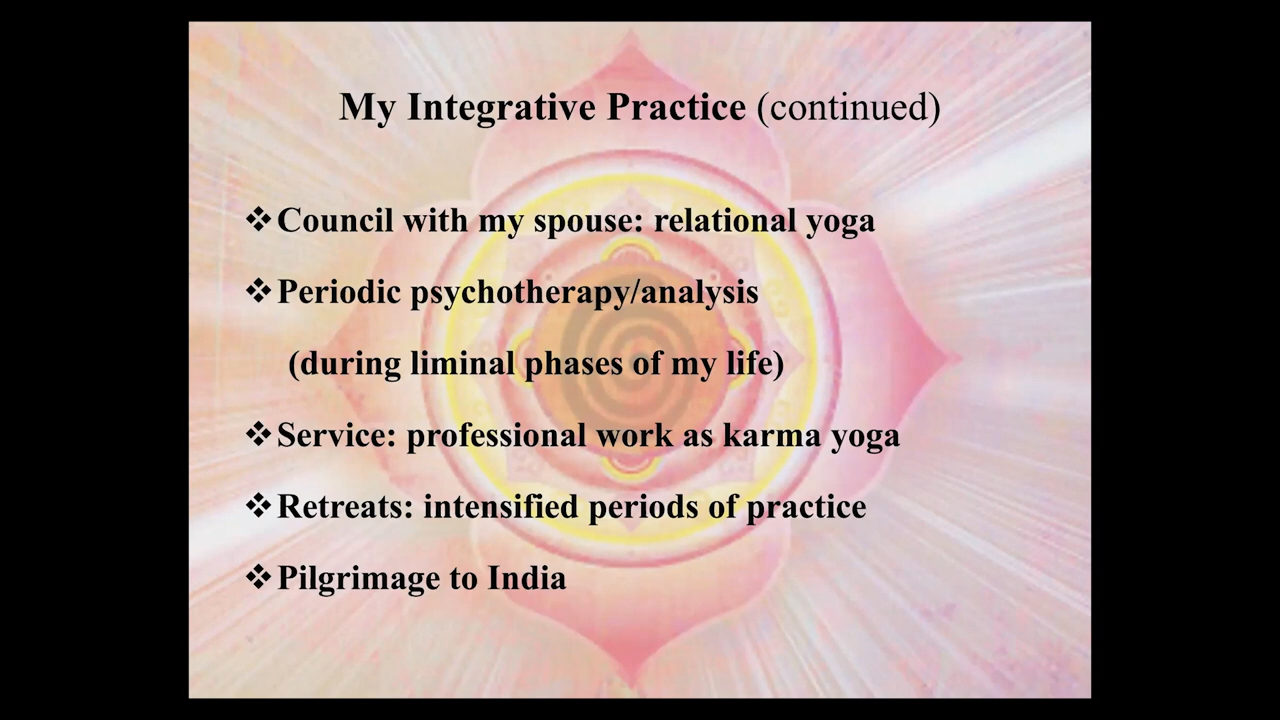 My Integrative Practice (continued)
❖Council with my spouse: relational yoga
❖Periodic psychotherapy/analysis
(during liminal phases of my life)
❖Service: professional work as karma yoga
❖Retreats: intensified periods of practice
❖Pilgrimage to India